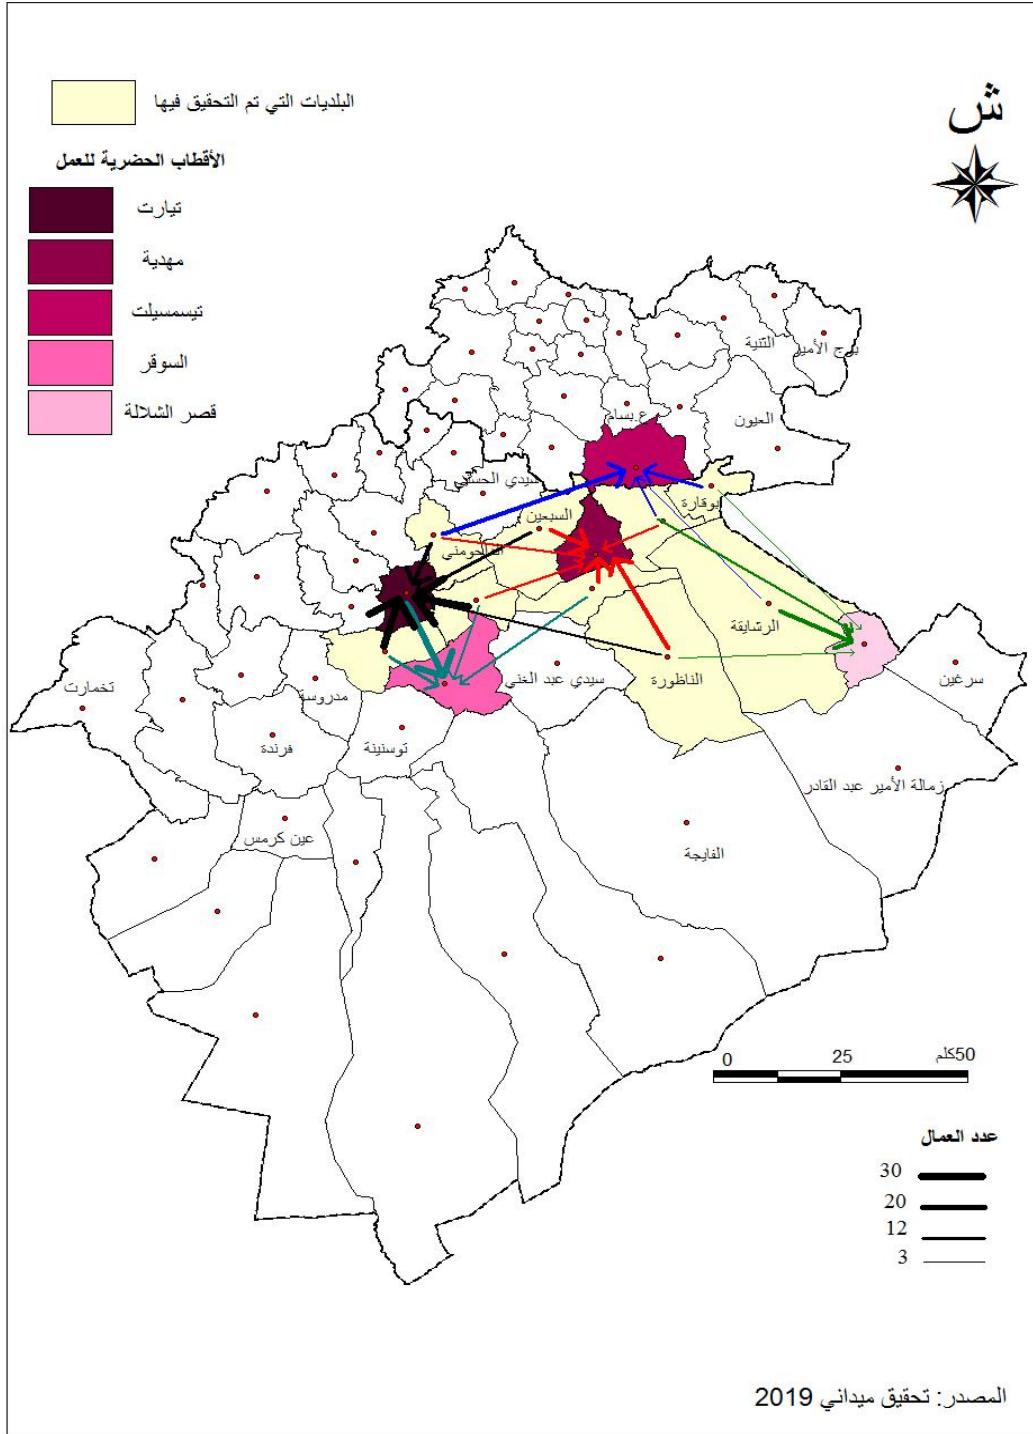 ش
البلديات التي تم التحقيق فيها
الأقطاب الحضرية للعمل
تيارت
مهدية
تيسمسيلت
السوقر
قصر الشلالة
الثنية
برج الأمير
ع بسام
العيون
سيدي الحسني
بوقارة
السبعين
الرشايقة
سرغين
الناظورة
سيدي عبد الغني
تخمارت
مدروسة
توسنينة
فرندة
زمالة الأمير عبد القادر
عين كرمس
الفايجة
0 25 50كلم
عدد العمال
30
20
12
3
المصدر: تحقيق ميداني 2019